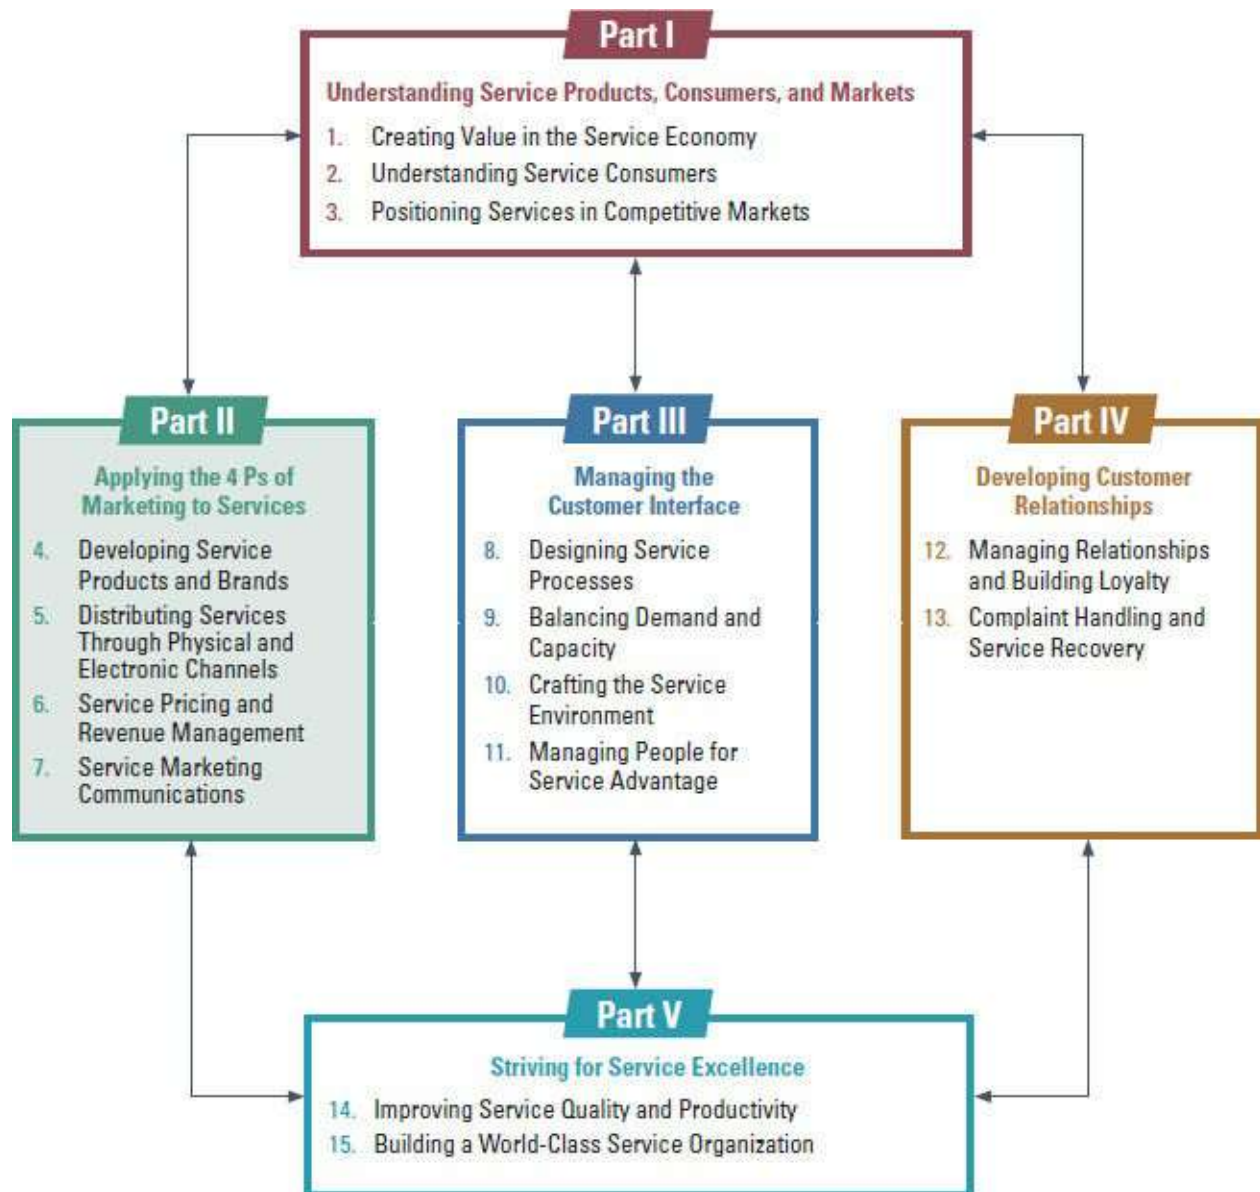 Part I
Understanding Service Products, Consumers, and Markets
1. Creating Value in the Service Economy
2. Understanding Service Consumers
3. Positioning Services in Competitive Markets
Part II
Applying the 4 Ps of
Marketing to Services
4. Developing Service
Products and Brands
5. Distributing Services
Through Physical and
Electronic Channels
6. Service Pricing and
Revenue Management
7. Service Marketing
Communications
Part III
Managing the
Customer Interface
8. Designing Service
Processes
9. Balancing Demand and
Capacity
10. Crafting the Service
Environment
11. Managing People for
Service Advantage
Part IV
Developing Customer
Relationships
12. Managing Relationships
and Building Loyalty
13. Complaint Handling and
Service Recovery
Part V
Striving for Service Excellence
14. Improving Service Quality and Productivity
15. Building a World-Class Service Organization